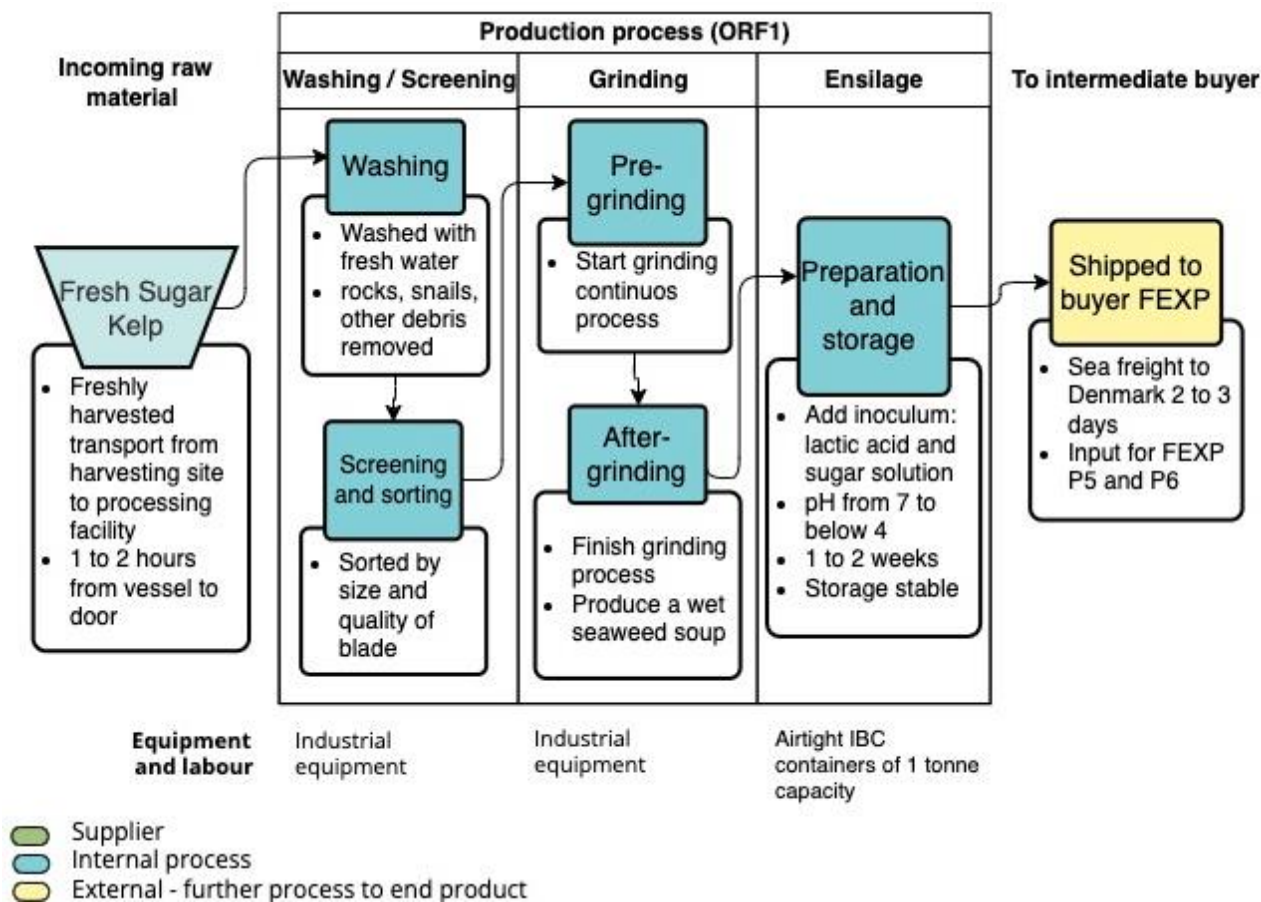 Production process (ORF1)
Incoming raw
material
Washing / Screening
Grinding
Ensilage
To intermediate buyer
Fresh Sugar
Kelp
• Freshly
harvested
transport from
harvesting site
to processing
facility
• 1 to 2 hours
from vessel to
door
Washing
• Washed with
fresh water
• rocks, snails,
other debris
removed
Screening
and sorting
• Sorted by
size and
quality of
blade
Pre-
grinding
• Start grinding
continuos
process
After-
grinding
• Finish grinding
process
• Produce a wet
seaweed soup
Preparation
and
storage
• Add inoculum:
lactic acid and
sugar solution
• pH from 7 to
below 4
• 1 to 2 weeks
• Storage stable
Shipped to
buyer FEXP
• Sea freight to
Denmark 2 to 3
days
• Input for FEXP
P5 and P6
Equipment
and labour
Industrial
equipment
Industrial
equipment
Airtight IBC
containers of 1 tonne
capacity
Supplier
Internal process
External - further process to end product